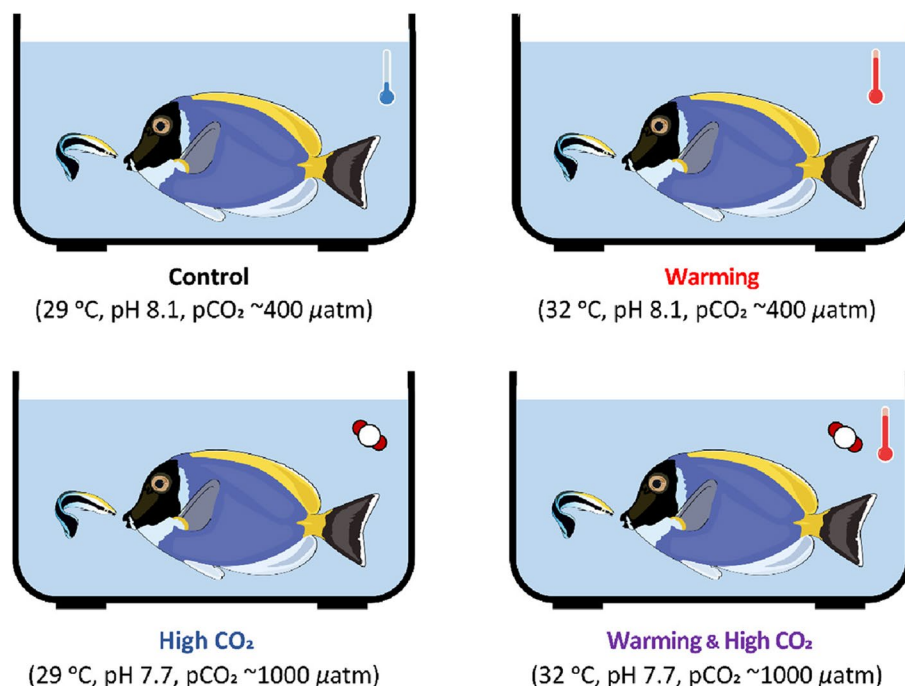 Control
(29 °C, pH 8.1, pCO₂ ~400 µatm)
Warming
(32 °C, pH 8.1, pCO₂ ~400 µatm)
High CO₂
(29 °C, pH 7.7, pCO₂ ~1000 µatm)
Warming & High CO₂
(32 °C, pH 7.7, pCO₂ ~1000 µatm)